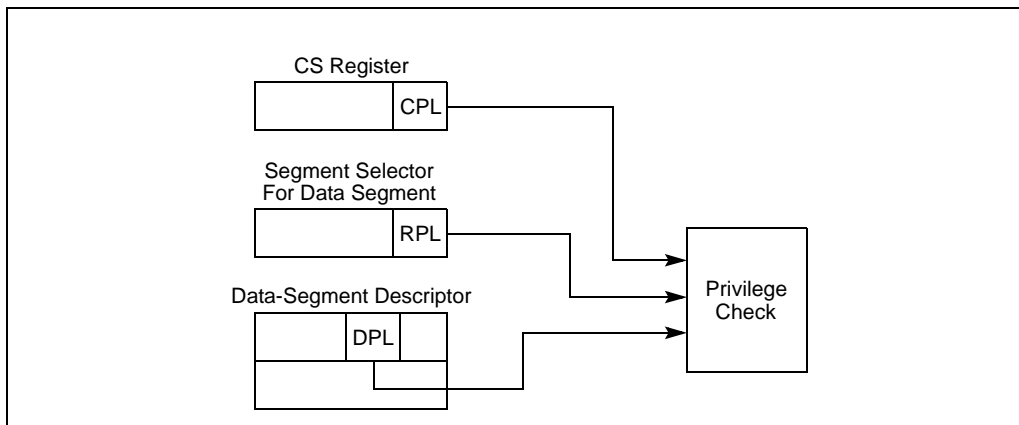 CS Register
CPL
Segment Selector
For Data Segment
RPL
Data-Segment Descriptor
DPL
Privilege
Check